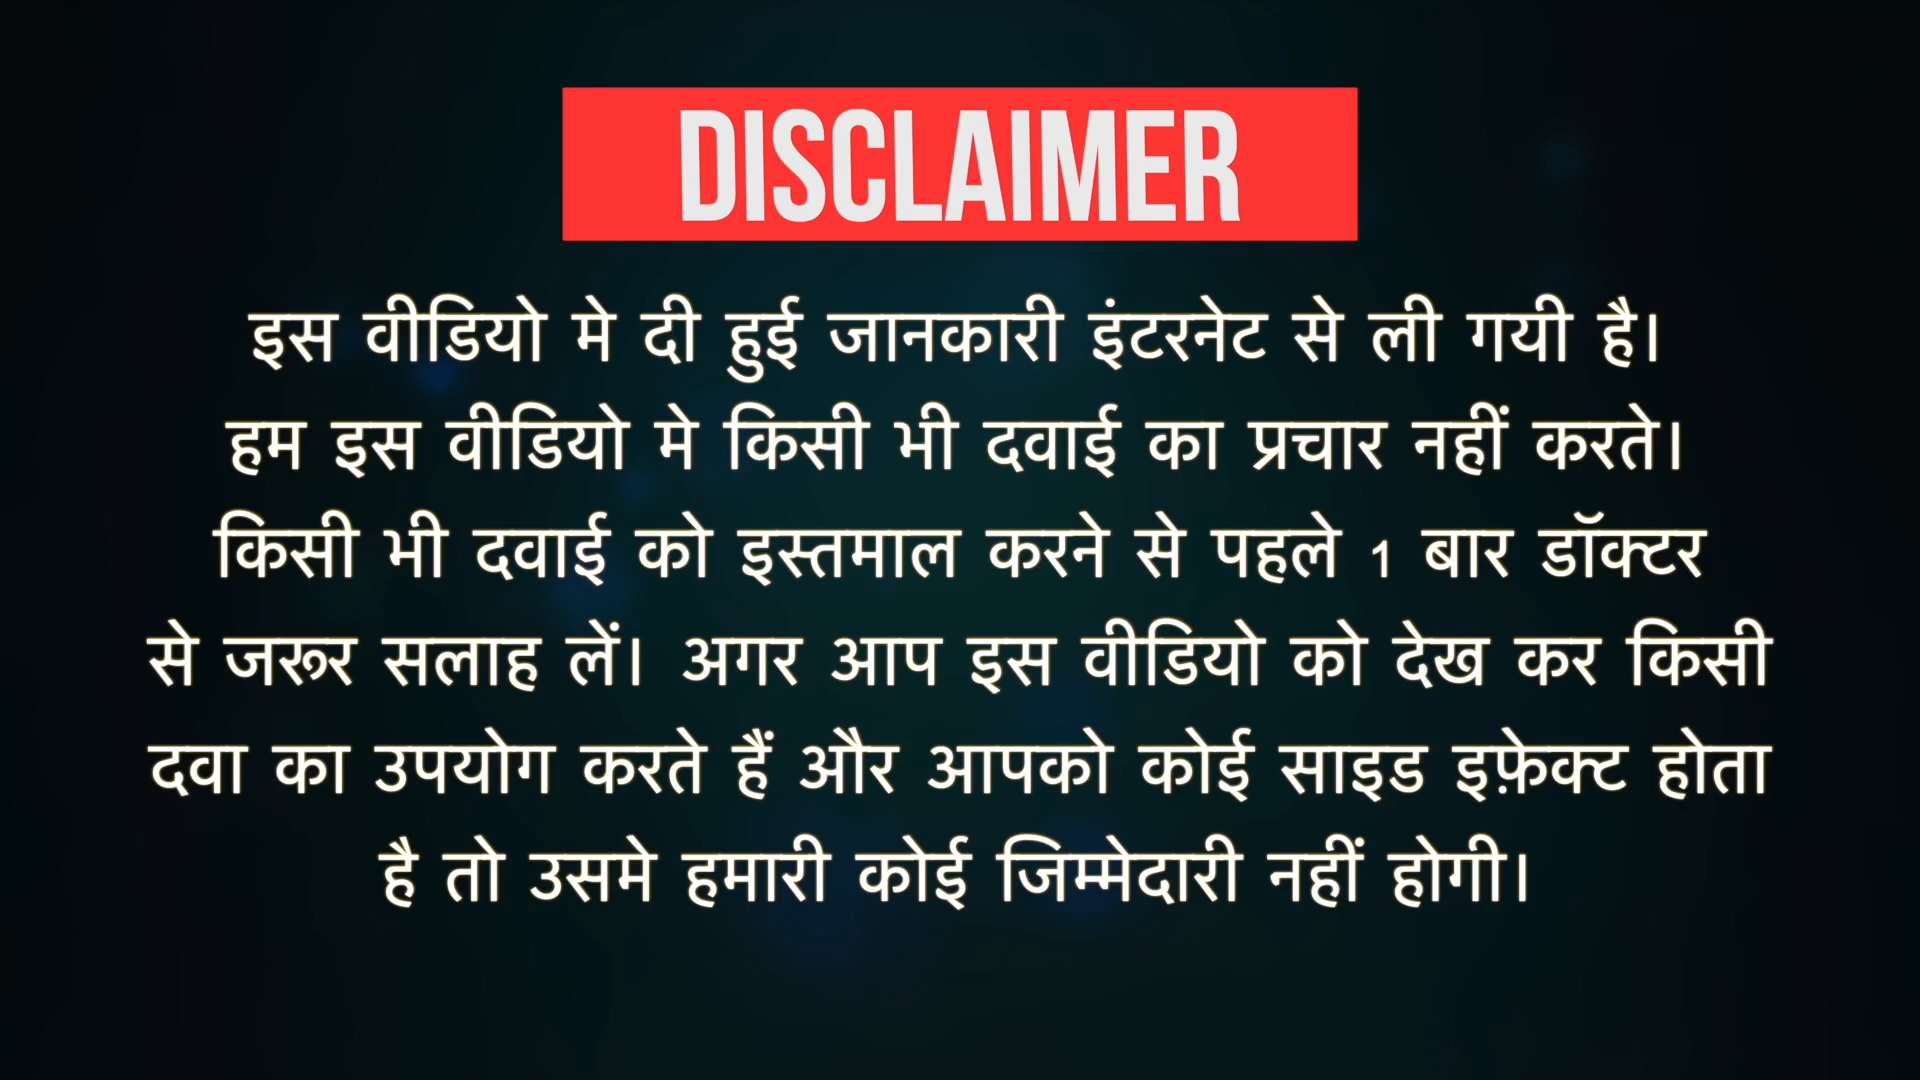 DISCLAIMER
इस वीडियो मे दी हुई जानकारी इंटरनेट से ली गयी है।
हम इस वीडियो मे किसी भी दवाई का प्रचार नहीं करते।
किसी भी दवाई को इस्तमाल करने से पहले 1 बार डॉक्टर
से जरूर सलाह लें। अगर आप इस वीडियो को देख कर किसी
दवा का उपयोग करते हैं और आपको कोई साइड इफ़ेक्ट होता
है तो उसमे हमारी कोई जिम्मेदारी नहीं होगी।